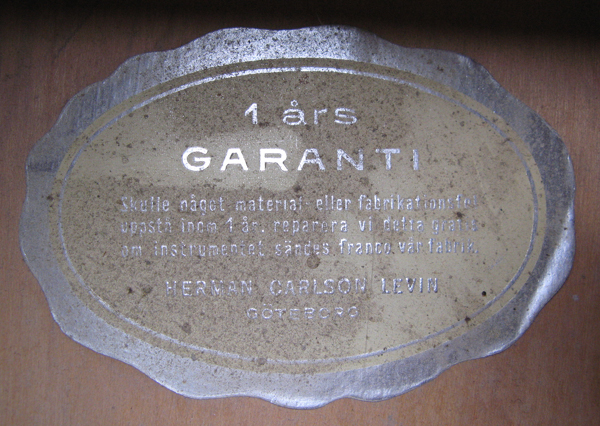 1 års
GARANTI
Skulle något material eller fabrikationsfel
uppstå inom 1 år, reparera vi detta gratis
om instrumentet sändes franco vår fabrik.
HERMAN CARLSON LEVIN
GÖTEBORG